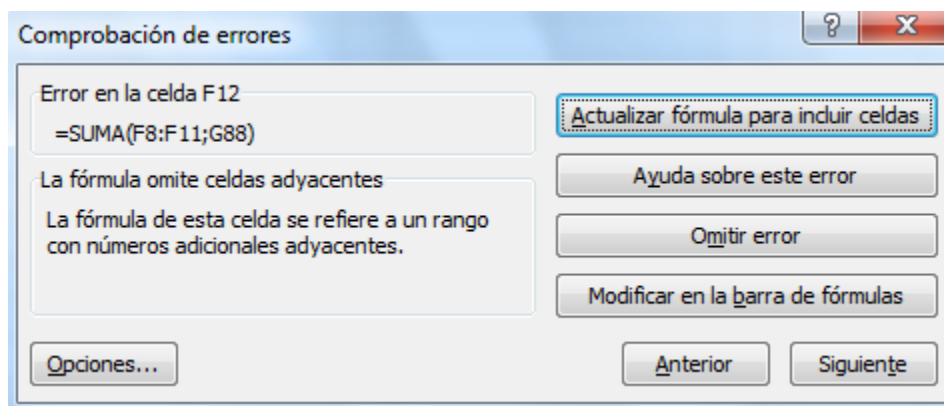 Comprobación de errores
Error en la celda F12
=SUMA(F8:F11;G88)
La fórmula omite celdas adyacentes
La fórmula de esta celda se refiere a un rango
con números adicionales adyacentes.
Actualizar fórmula para incluir celdas
Ayuda sobre este error
Omitir error
Modificar en la barra de fórmulas
Opciones...
Anterior
Siguiente